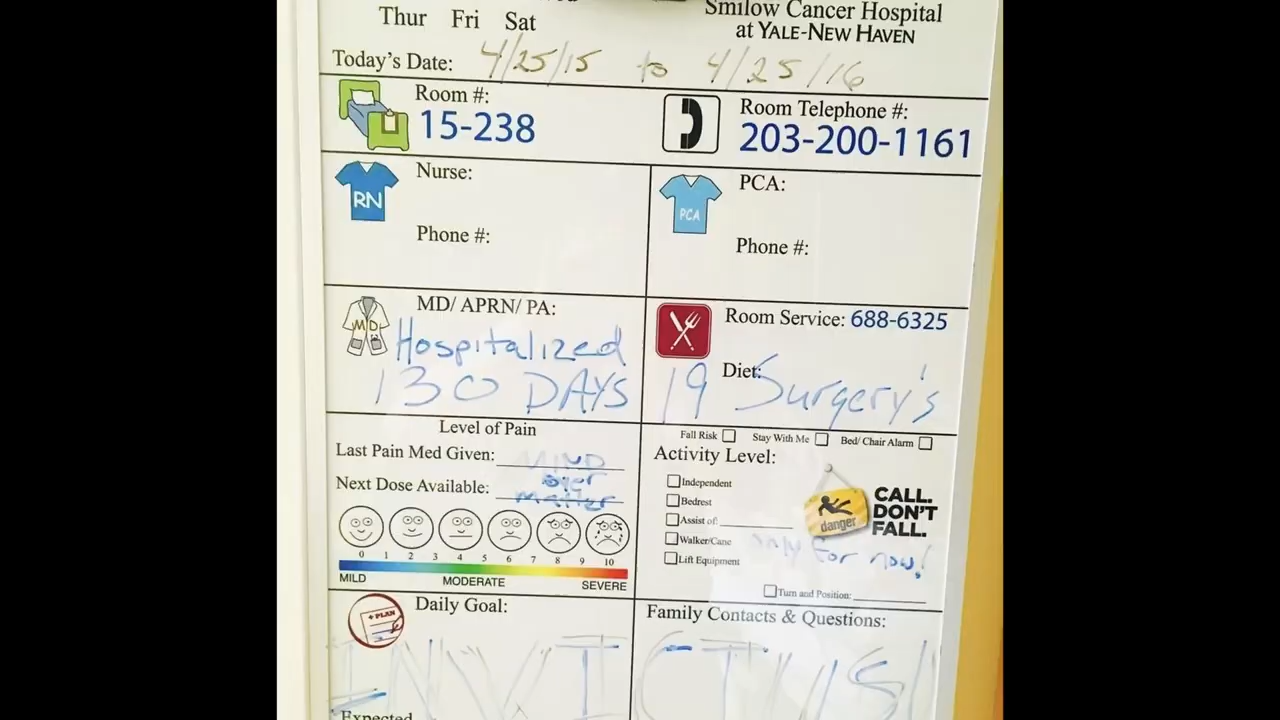 Smilow Cancer Hospital
Thur Fri Sat
at YALE-NEW HAVEN
Today's Date: 4/25/15 to 4/25/16
Room #:
15-238
Room Telephone #:
203-200-1161
RN
Nurse:
Phone #:
PCA
PCA:
Phone #:
MD/ APRN/ PA:
MD
Hospitalized
130 DAYS
Room Service: 688-6325
Diet:
19 Surgery's
Level of Pain
Last Pain Med Given: MIND
over
Next Dose Available: matter
0 1 2 3 4 5 6 7 8 9 10
MILD MODERATE SEVERE
Fall Risk Stay With Me Bed/ Chair Alarm
Activity Level:
Independent
Bedrest
Assist of:
Walker/Cane
Lift Equipment
only for now!
danger
CALL.
DON'T
FALL.
Turn and Position:
+ PLAN
Daily Goal:
Family Contacts & Questions:
INVICTUS!
Expected